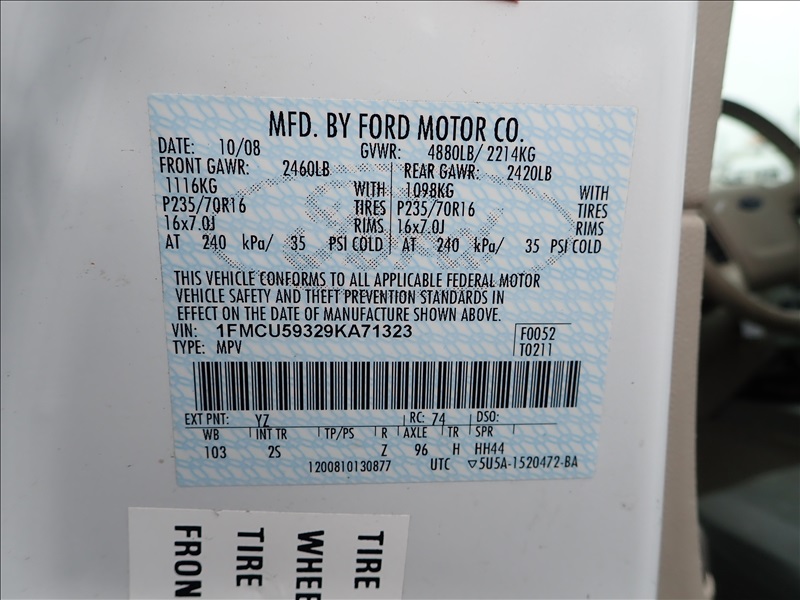 MFD. BY FORD MOTOR CO.
DATE: 10/08 GVWR: 4880LB/ 2214KG
FRONT GAWR: 2460LB REAR GAWR: 2420LB
1116KG WITH 1098KG WITH
P235/70R16 TIRES P235/70R16 TIRES
16x7.0J RIMS 16x7.0J RIMS
AT 240 kPa/ 35 PSI COLD AT 240 kPa/ 35 PSI COLD
THIS VEHICLE CONFORMS TO ALL APPLICABLE FEDERAL MOTOR
VEHICLE SAFETY AND THEFT PREVENTION STANDARDS IN
EFFECT ON THE DATE OF MANUFACTURE SHOWN ABOVE.
VIN: 1FMCU59329KA71323 F0052
TYPE: MPV T0211
EXT PNT: YZ RC: 74 DSO:
WB INT TR TP/PS R AXLE TR SPR
103 2S Z 96 H HH44
1200810130877 UTC ▽5U5A-1520472-BA
TIRE
WHEE
TIRE
FRON